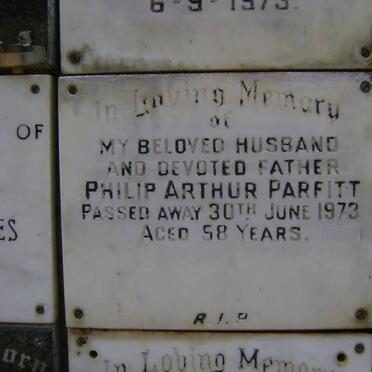 6-9-1973.
OF
ES
In Loving Memory
of
MY BELOVED HUSBAND
AND DEVOTED FATHER
PHILIP ARTHUR PARFITT
PASSED AWAY 30TH JUNE 1973
AGED 58 YEARS.
R.I.P
In Loving Memory